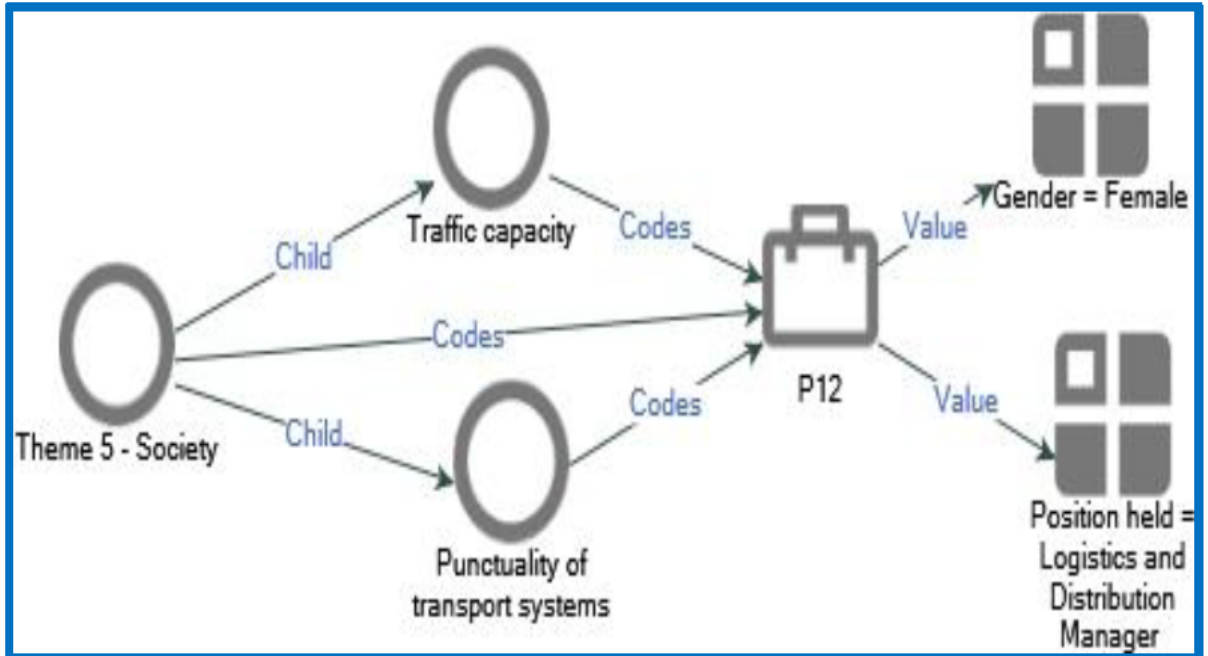 Gender = Female
Traffic capacity
Codes
Value
Child
Codes
P12
Theme 5 - Society
Child
Codes
Value
Punctuality of
transport systems
Position held =
Logistics and
Distribution
Manager